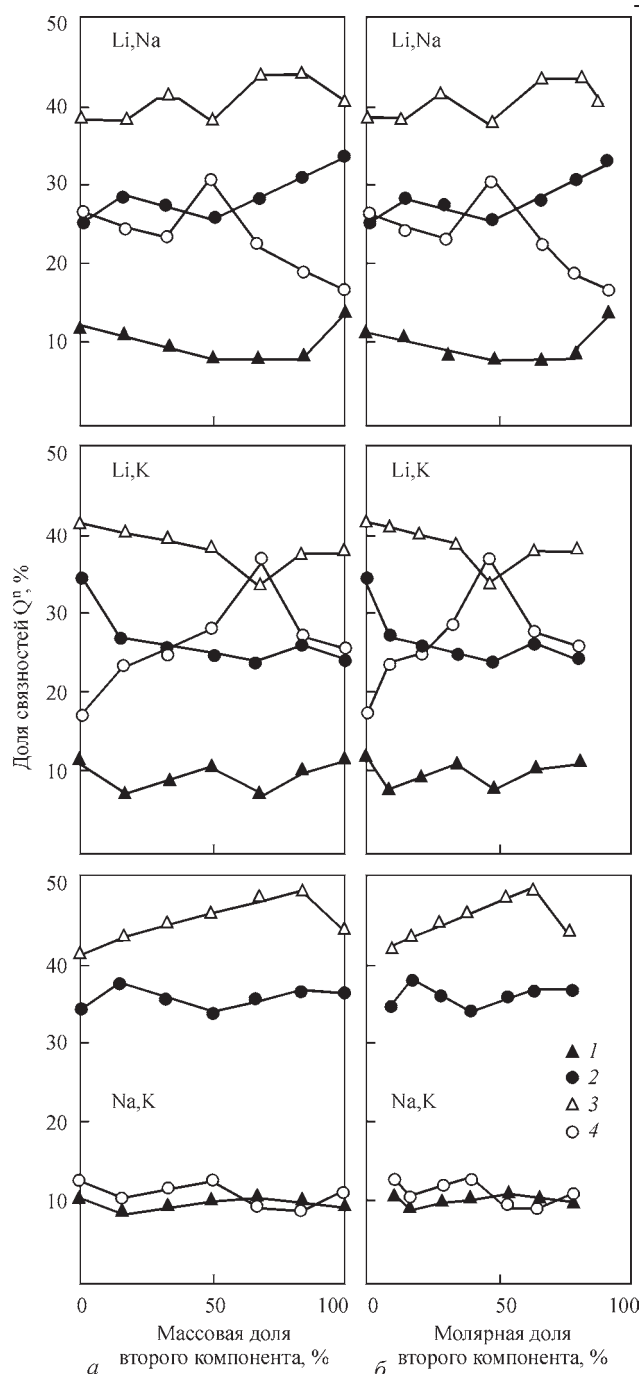 50
Li,Na
Li,Na
40
30
20
10
50
Li,K
Li,K
40
30
20
10
Доля связностей Qⁿ, %
50
40
30
Na,K
Na,K
20
10
1
2
3
4
0 50 100 0 50 100
Массовая доля
второго компонента, %
Молярная доля
второго компонента, %
а
б